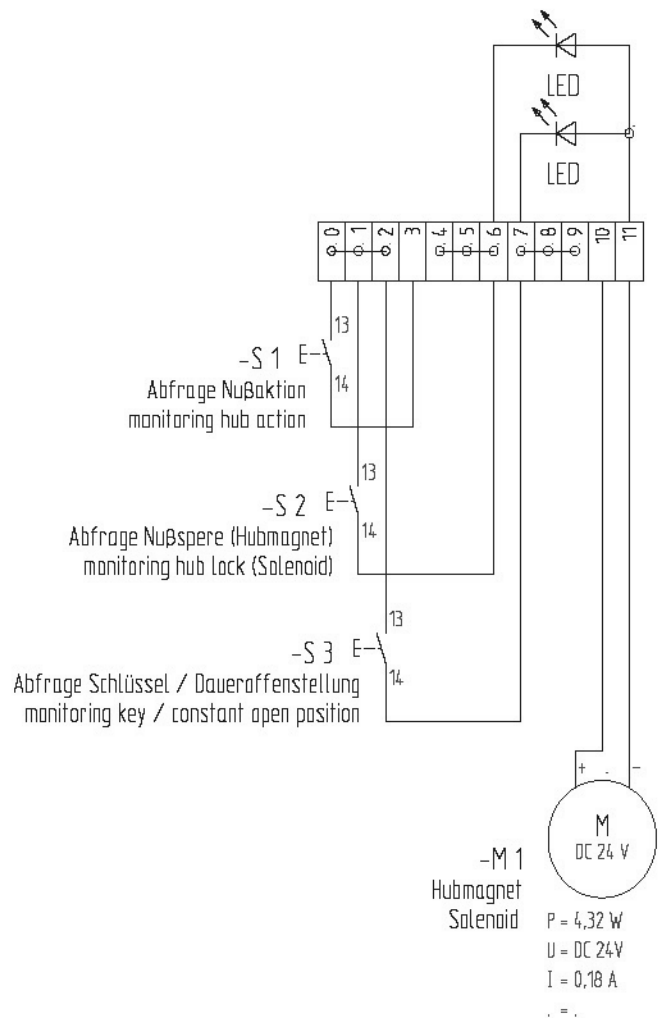 LED
LED
.0 .1 .2 3 .4 .5 .6 .7 .8 .9 10 11
13
-S 1 E
14
Abfrage Nußaktion
monitoring hub action
13
-S 2 E
14
Abfrage Nußspere (Hubmagnet)
monitoring hub lock (Solenoid)
13
-S 3 E
14
Abfrage Schlüssel / Daueroffenstellung
monitoring key / constant open position
+ . -
M
DC 24 V
-M 1
Hubmagnet
Solenoid
P = 4,32 W
U = DC 24V
I = 0,18 A
. = .